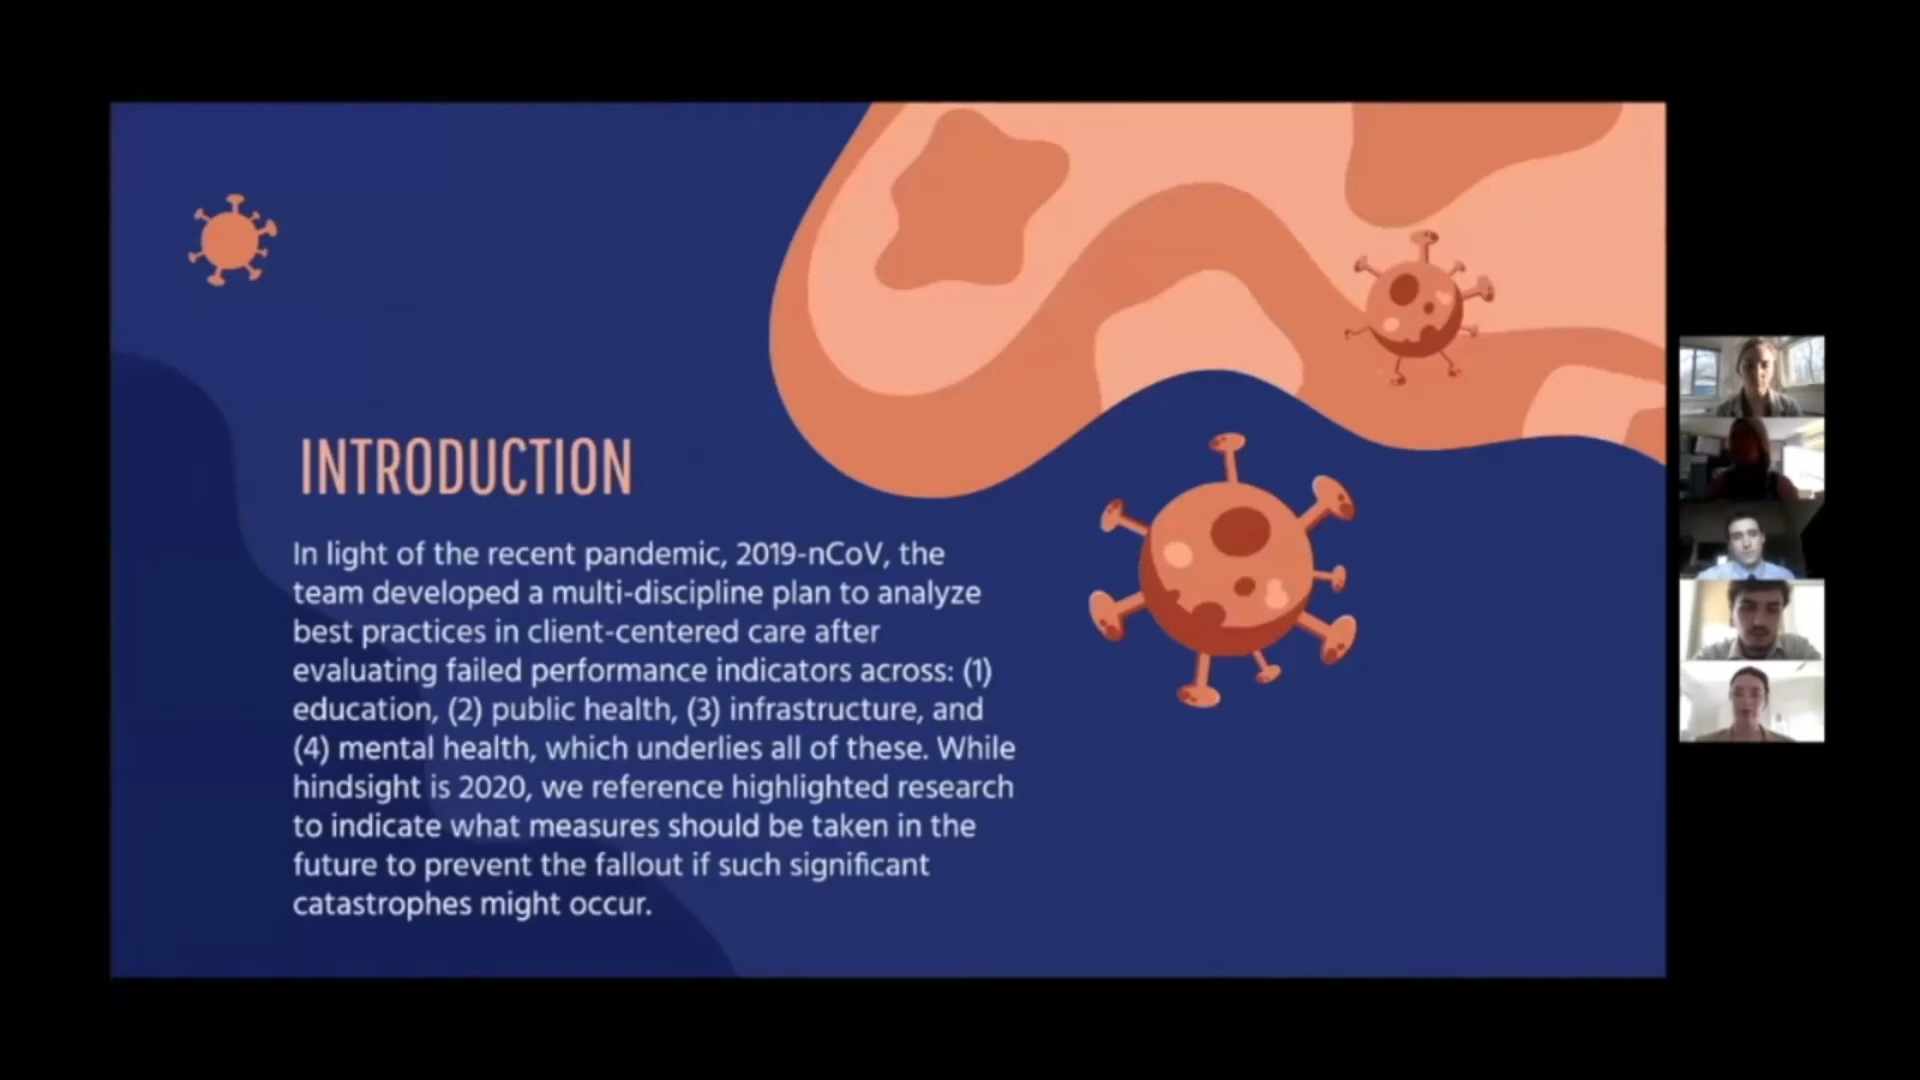 INTRODUCTION
In light of the recent pandemic, 2019-nCoV, the
team developed a multi-discipline plan to analyze
best practices in client-centered care after
evaluating failed performance indicators across: (1)
education, (2) public health, (3) infrastructure, and
(4) mental health, which underlies all of these. While
hindsight is 2020, we reference highlighted research
to indicate what measures should be taken in the
future to prevent the fallout if such significant
catastrophes might occur.